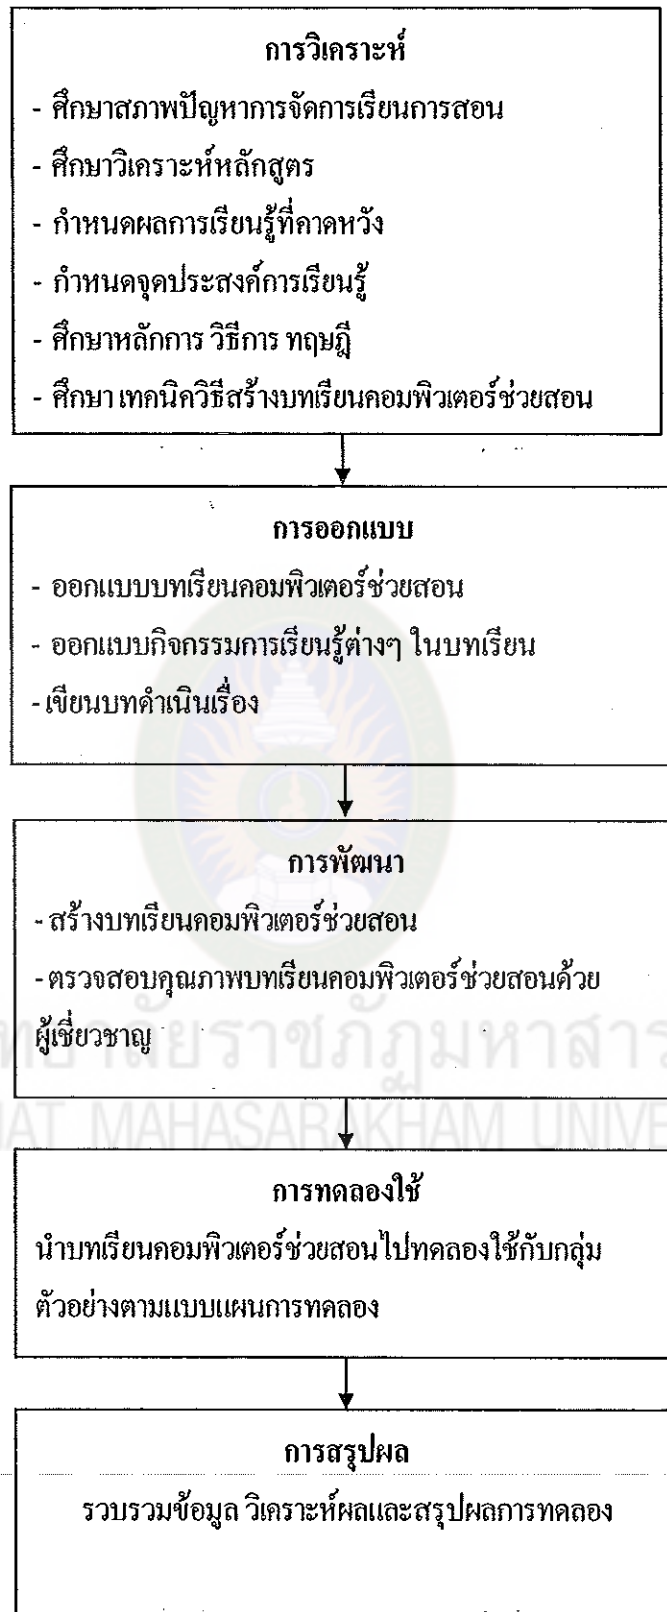 การวิเคราะห์
- ศึกษาสภาพปัญหาการจัดการเรียนการสอน
- ศึกษาวิเคราะห์หลักสูตร
- กำหนดผลการเรียนรู้ที่คาดหวัง
- กำหนดจุดประสงค์การเรียนรู้
- ศึกษาหลักการ วิธีการ ทฤษฎี
- ศึกษา เทคนิควิธีสร้างบทเรียนคอมพิวเตอร์ช่วยสอน
การออกแบบ
- ออกแบบบทเรียนคอมพิวเตอร์ช่วยสอน
- ออกแบบกิจกรรมการเรียนรู้ต่างๆ ในบทเรียน
- เขียนบทดำเนินเรื่อง
การพัฒนา
- สร้างบทเรียนคอมพิวเตอร์ช่วยสอน
- ตรวจสอบคุณภาพบทเรียนคอมพิวเตอร์ช่วยสอนด้วย
ผู้เชี่ยวชาญ
MAHASARAKHAM
การทดลองใช้
นำบทเรียนคอมพิวเตอร์ช่วยสอนไปทดลองใช้กับกลุ่ม
ตัวอย่างตามแบบแผนการทดลอง
การสรุปผล
รวบรวมข้อมูล วิเคราะห์ผลและสรุปผลการทดลอง